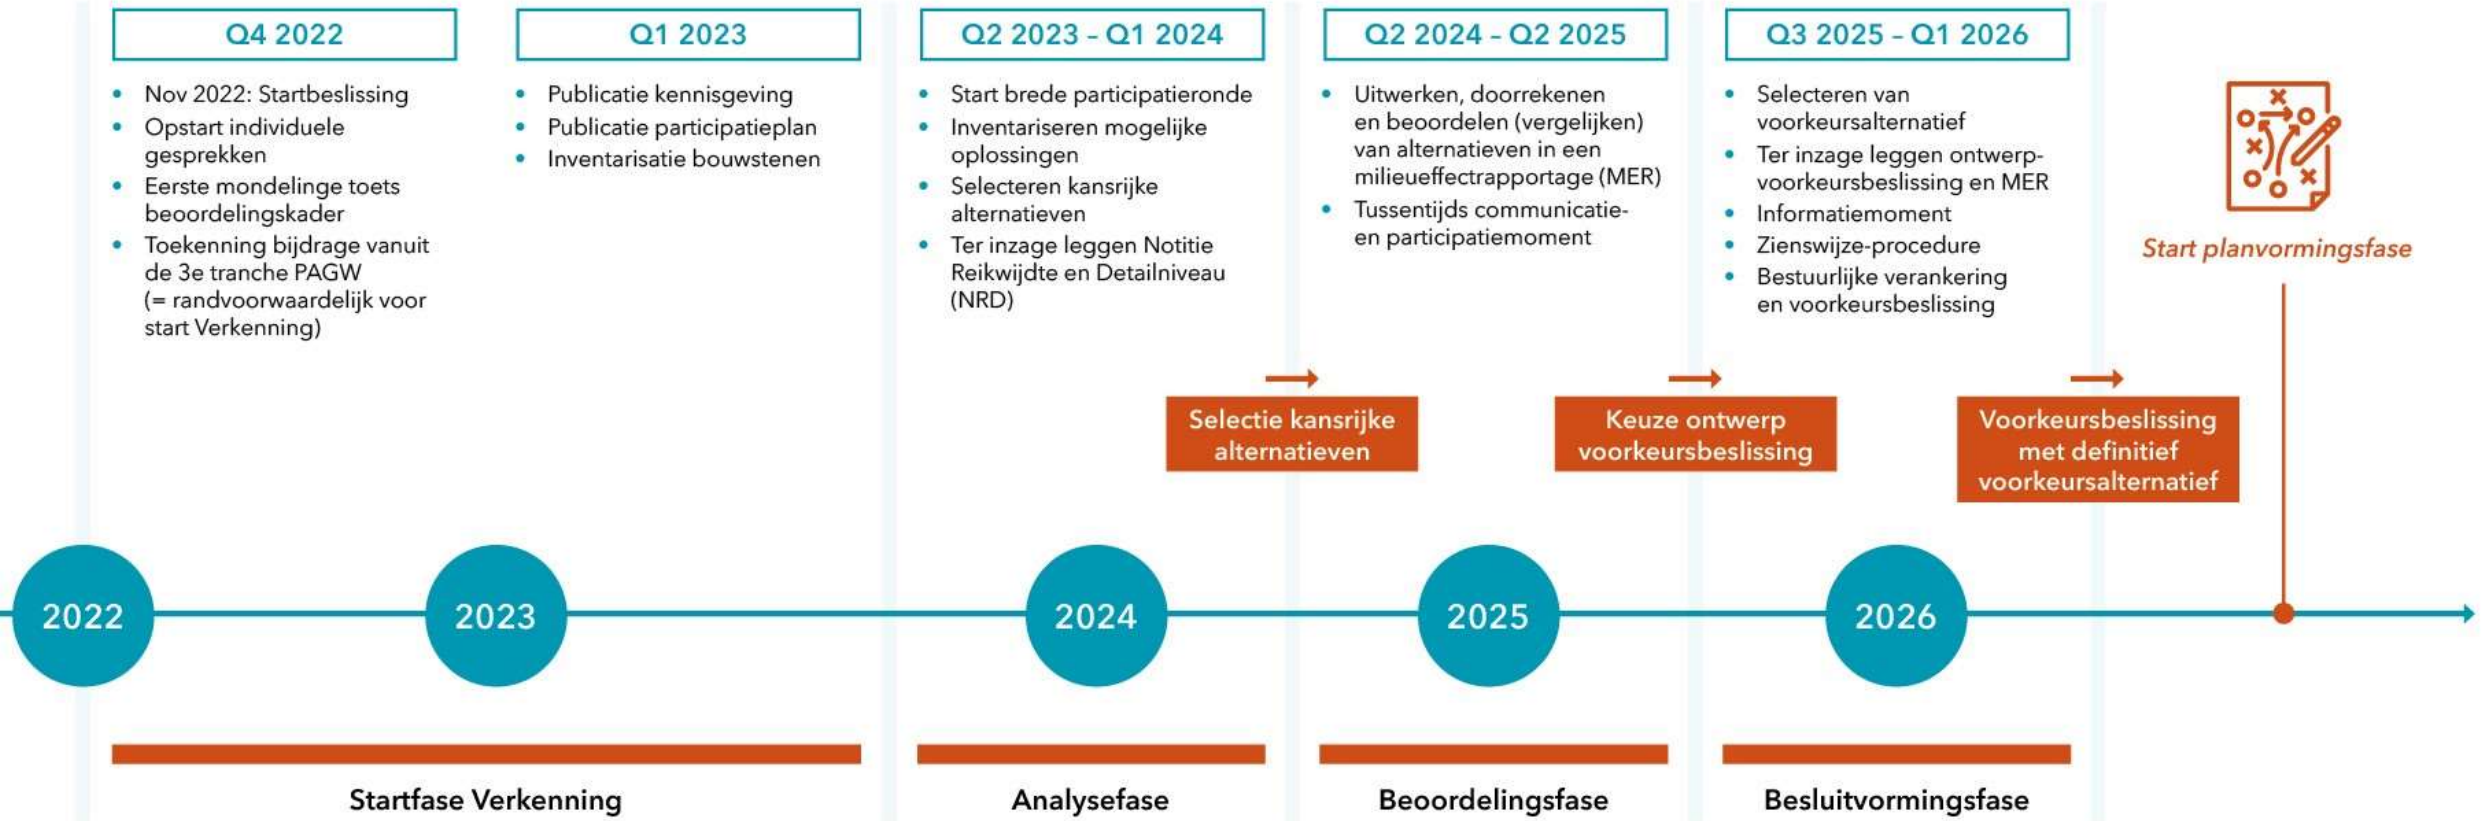 Q4 2022
Nov 2022: Startbeslissing
Opstart individuele
gesprekken
Eerste mondelinge toets
beoordelingskader
Toekenning bijdrage vanuit
de 3e tranche PAGW
(= randvoorwaardelijk voor
start Verkenning)
Q1 2023
Publicatie kennisgeving
Publicatie participatieplan
Inventarisatie bouwstenen
Q2 2023 – Q1 2024
Start brede participatieronde
Inventariseren mogelijke
oplossingen
Selecteren kansrijke
alternatieven
Ter inzage leggen Notitie
Reikwijdte en Detailniveau
(NRD)
Q2 2024 – Q2 2025
Uitwerken, doorrekenen
en beoordelen (vergelijken)
van alternatieven in een
milieueffectrapportage (MER)
Tussentijds communicatie-
en participatiemoment
Q3 2025 – Q1 2026
Selecteren van
voorkeursalternatief
Ter inzage leggen ontwerp-
voorkeursbeslissing en MER
Informatiemoment
Zienswijze-procedure
Bestuurlijke verankering
en voorkeursbeslissing
Start planvormingsfase
Selectie kansrijke
alternatieven
Keuze ontwerp
voorkeursbeslissing
Voorkeursbeslissing
met definitief
voorkeursalternatief
2022
2023
2024
2025
2026
Startfase Verkenning
Analysefase
Beoordelingsfase
Besluitvormingsfase